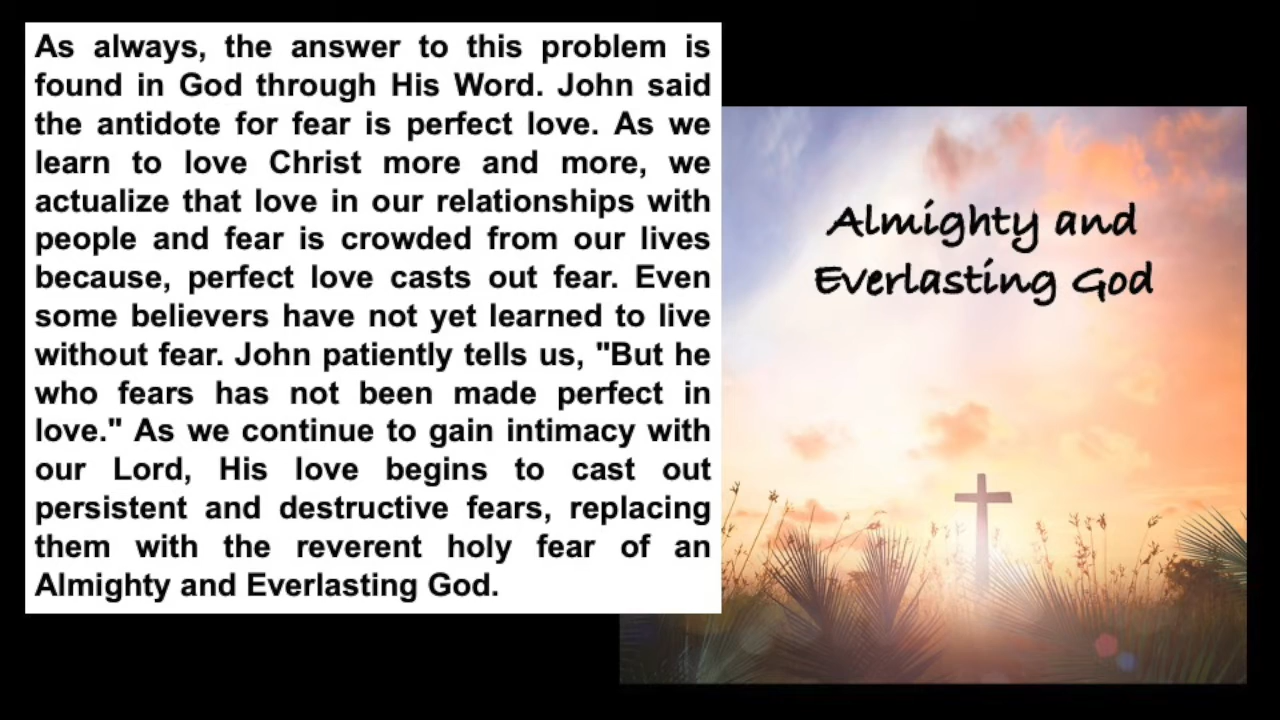 As always, the answer to this problem is
found in God through His Word. John said
the antidote for fear is perfect love. As we
learn to love Christ more and more, we
actualize that love in our relationships with
people and fear is crowded from our lives
because, perfect love casts out fear. Even
some believers have not yet learned to live
without fear. John patiently tells us, "But he
who fears has not been made perfect in
love." As we continue to gain intimacy with
our Lord, His love begins to cast out
persistent and destructive fears, replacing
them with the reverent holy fear of an
Almighty and Everlasting God.
Almighty and
Everlasting God